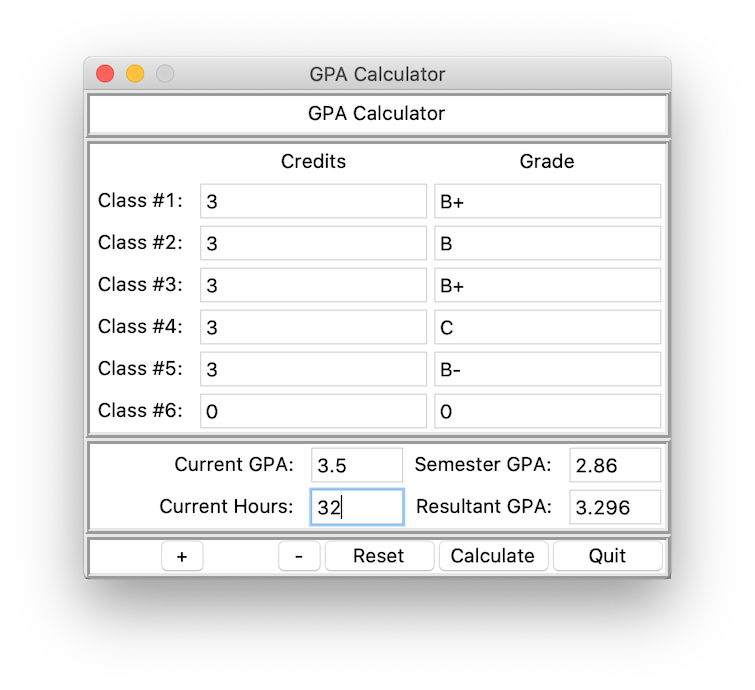 GPA Calculator
GPA Calculator
Credits Grade
Class #1: 3 B+
Class #2: 3 B
Class #3: 3 B+
Class #4: 3 C
Class #5: 3 B-
Class #6: 0 0
Current GPA: 3.5 Semester GPA: 2.86
Current Hours: 32 Resultant GPA: 3.296
+ - Reset Calculate Quit